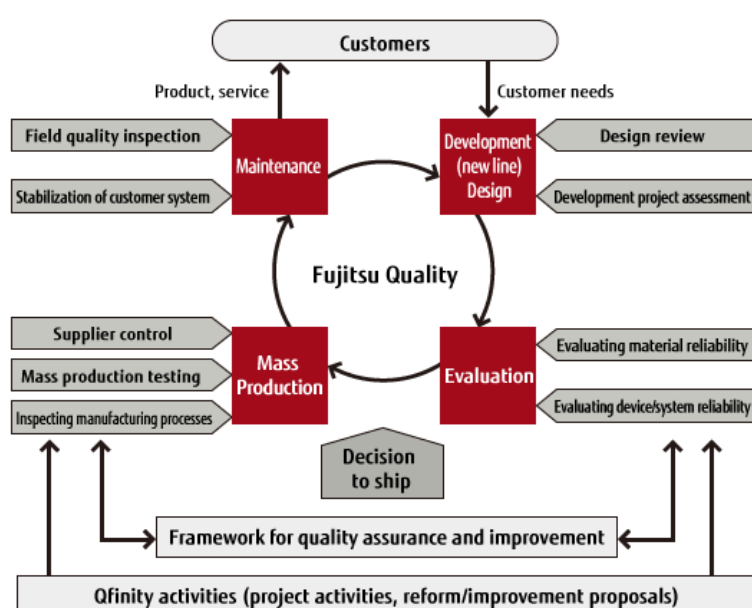 Customers
Product, service
Customer needs
Field quality inspection
Stabilization of customer system
Maintenance
Development
(new line)
Design
Design review
Development project assessment
Fujitsu Quality
Supplier control
Mass production testing
Inspecting manufacturing processes
Mass
Production
Evaluation
Evaluating material reliability
Evaluating device/system reliability
Decision
to ship
Framework for quality assurance and improvement
Qfinity activities (project activities, reform/improvement proposals)